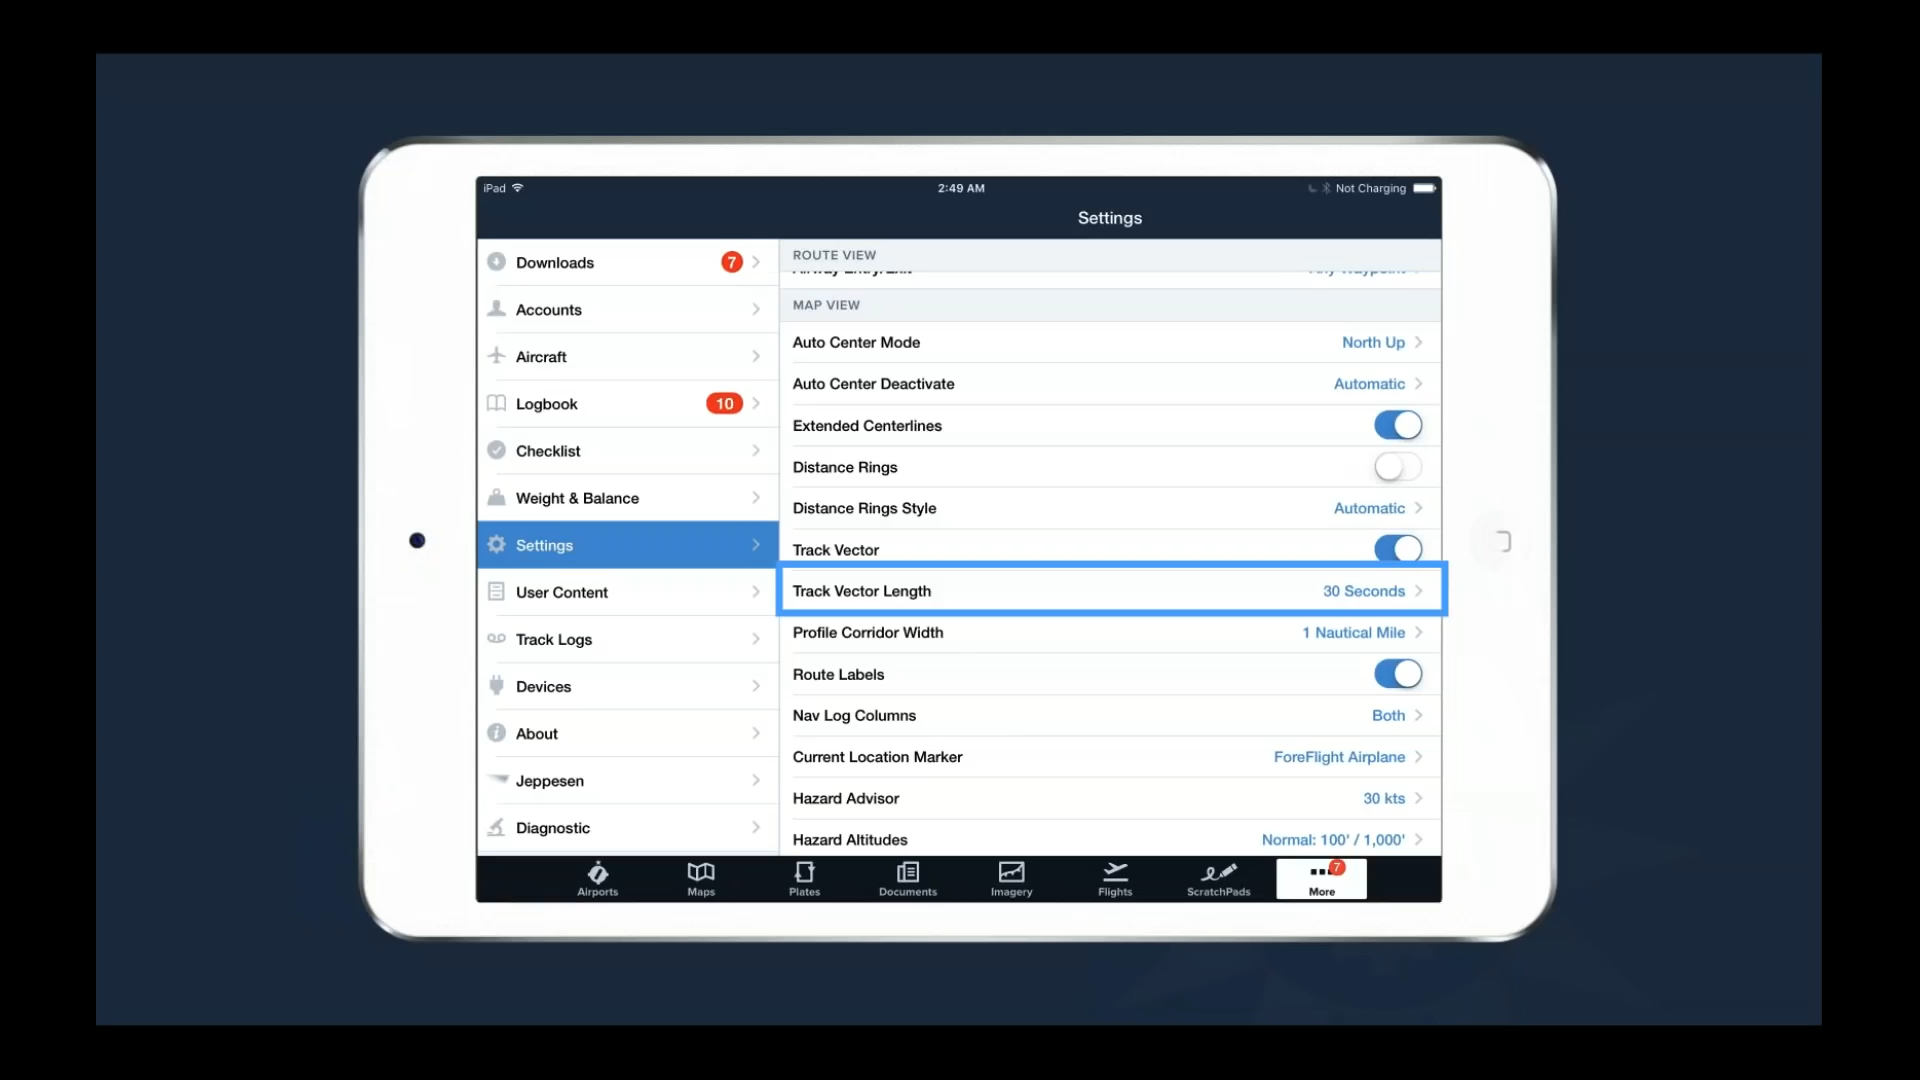 iPad
2:49 AM
Not Charging
Settings
Downloads 7
Accounts
Aircraft
Logbook 10
Checklist
Weight & Balance
Settings
User Content
Track Logs
Devices
About
Jeppesen
Diagnostic
ROUTE VIEW
MAP VIEW
Auto Center Mode North Up
Auto Center Deactivate Automatic
Extended Centerlines
Distance Rings
Distance Rings Style Automatic
Track Vector
Track Vector Length 30 Seconds
Profile Corridor Width 1 Nautical Mile
Route Labels
Nav Log Columns Both
Current Location Marker ForeFlight Airplane
Hazard Advisor 30 kts
Hazard Altitudes Normal: 100' / 1,000'
Airports
Maps
Plates
Documents
Imagery
Flights
ScratchPads
7
More